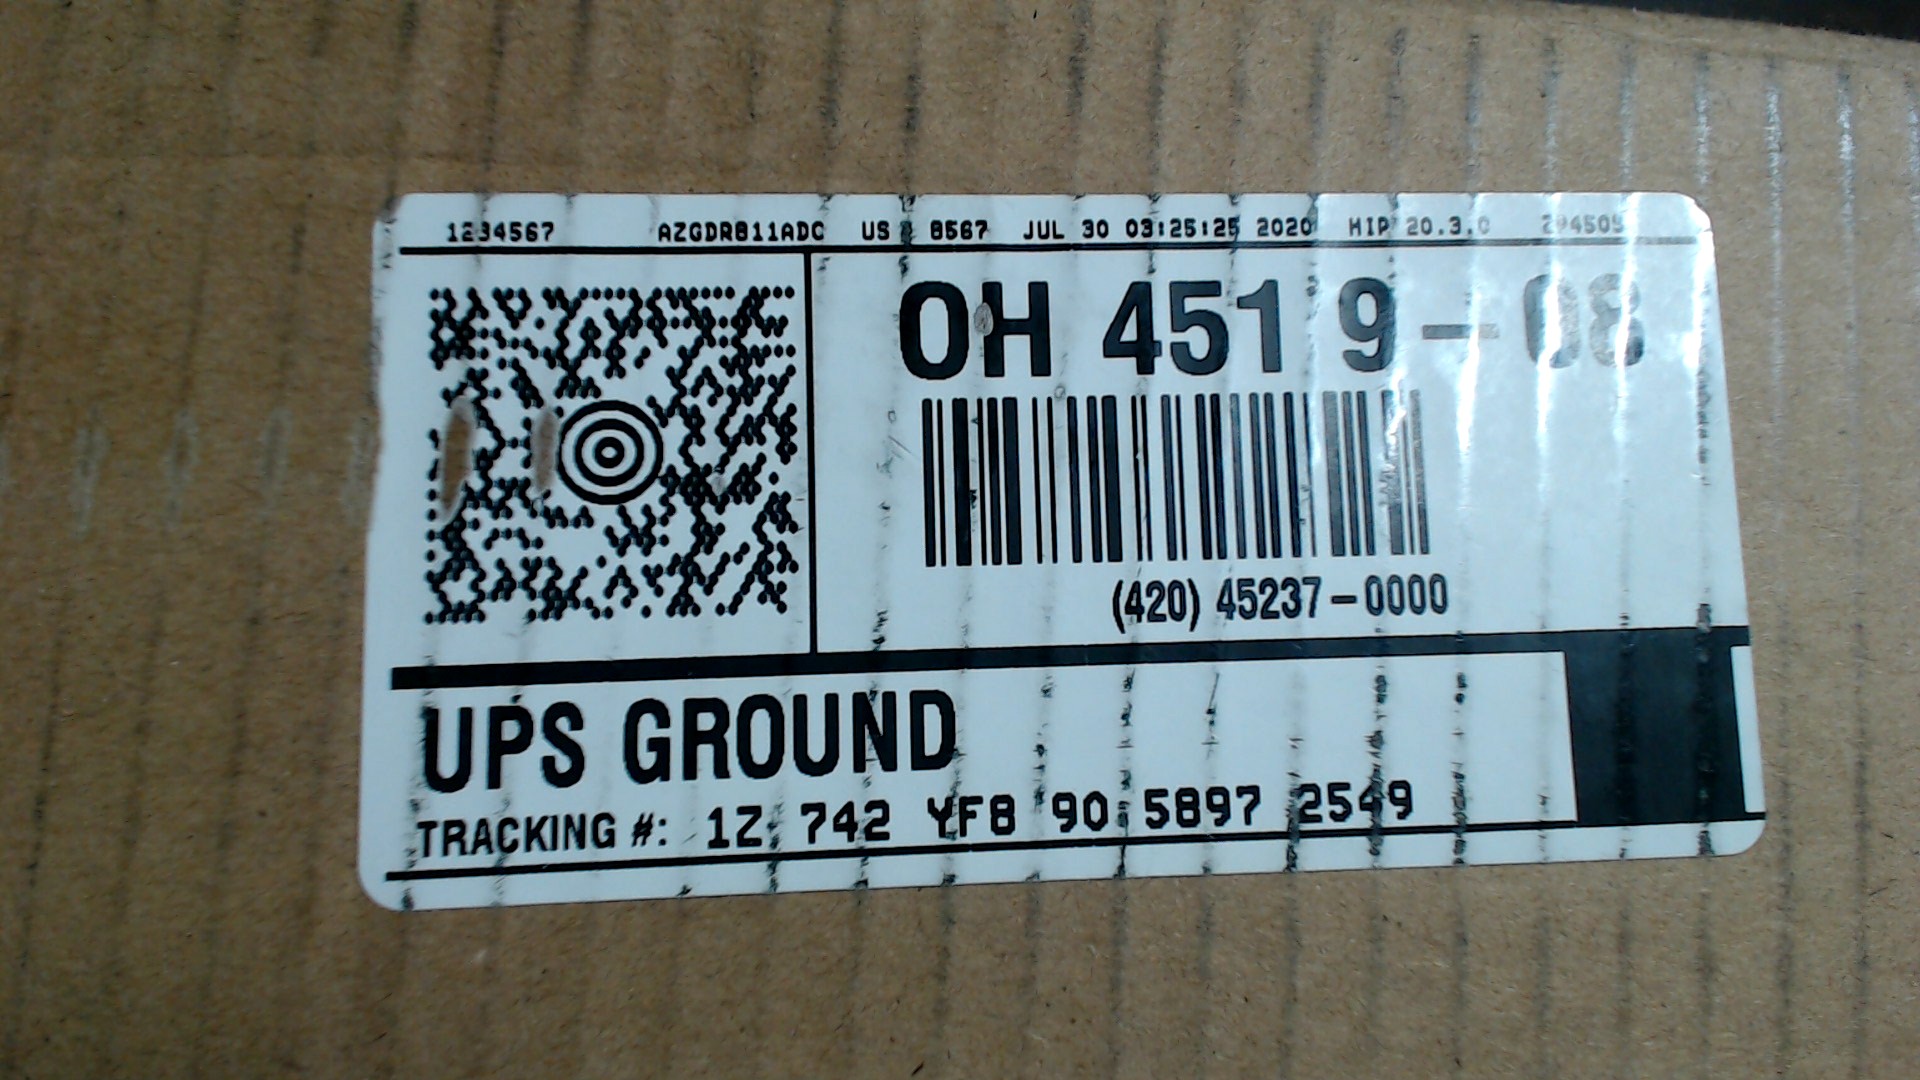 1234567 AZGDR811ADC US 8567 JUL 30 03:25:25 2020 HIP 20.3.0
OH 451 9-08
(420) 45237-0000
UPS GROUND
TRACKING #: 1Z 742 YF8 90 5897 2549